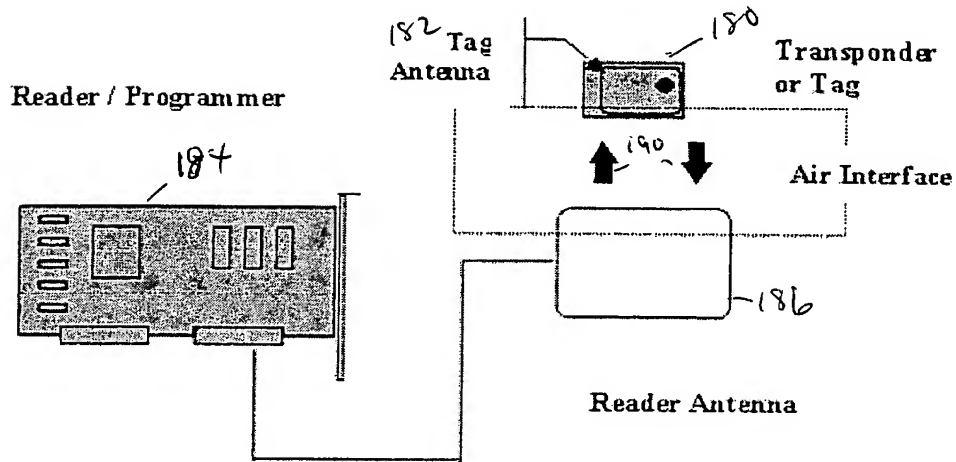 182 Tag
Antenna
180
Transponder
or Tag
Reader / Programmer
184
190
Air Interface
186
Reader Antenna